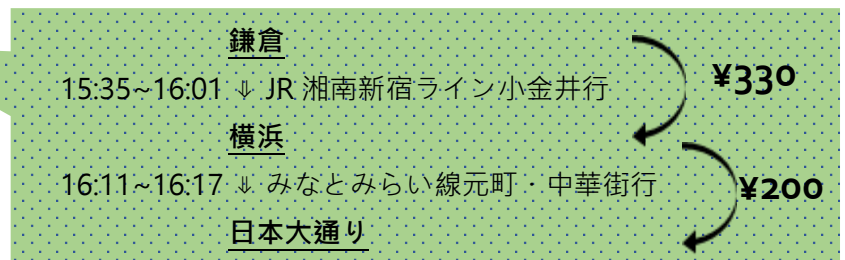 鎌倉
15:35~16:01 ⇓ JR 湘南新宿ライン小金井行
¥330
横浜
16:11~16:17 ⇓ みなとみらい線元町・中華街行
¥200
日本大通り